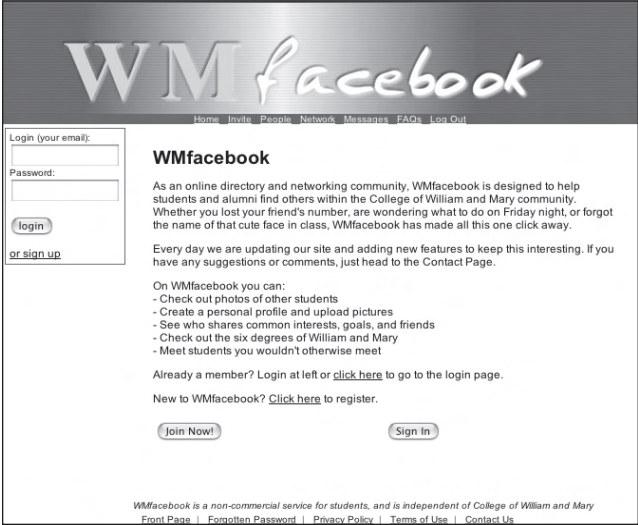 WMfacebook
Home Invite People Network Messages FAQs Log Out
Login (your email):
Password:
login
or sign up
WMfacebook
As an online directory and networking community, WMfacebook is designed to help
students and alumni find others within the College of William and Mary community.
Whether you lost your friend's number, are wondering what to do on Friday night, or forgot
the name of that cute face in class, WMfacebook has made all this one click away.
Every day we are updating our site and adding new features to keep this interesting. If you
have any suggestions or comments, just head to the Contact Page.
On WMfacebook you can:
- Check out photos of other students
- Create a personal profile and upload pictures
- See who shares common interests, goals, and friends
- Check out the six degrees of William and Mary
- Meet students you wouldn't otherwise meet
Already a member? Login at left or click here to go to the login page.
New to WMfacebook? Click here to register.
Join Now! Sign In
WMfacebook is a non-commercial service for students, and is independent of College of William and Mary
Front Page | Forgotten Password | Privacy Policy | Terms of Use | Contact Us